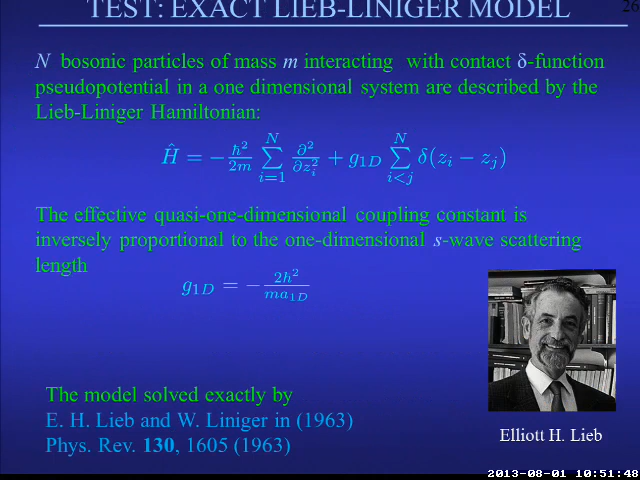 TEST: EXACT LIEB-LINIGER MODEL
26
N bosonic particles of mass m interacting with contact δ-function
pseudopotential in a one dimensional system are described by the
Lieb-Liniger Hamiltonian:
Ĥ = −ħ²/2m ∑_{i=1}^{N} ∂²/∂z_i² + g_{1D} ∑_{i<j}^{N} δ(z_i − z_j)
The effective quasi-one-dimensional coupling constant is
inversely proportional to the one-dimensional s-wave scattering
length
g_{1D} = −2ħ²/ma_{1D}
The model solved exactly by
E. H. Lieb and W. Liniger in (1963)
Phys. Rev. 130, 1605 (1963)
Elliott H. Lieb
2013-08-01 10:51:48